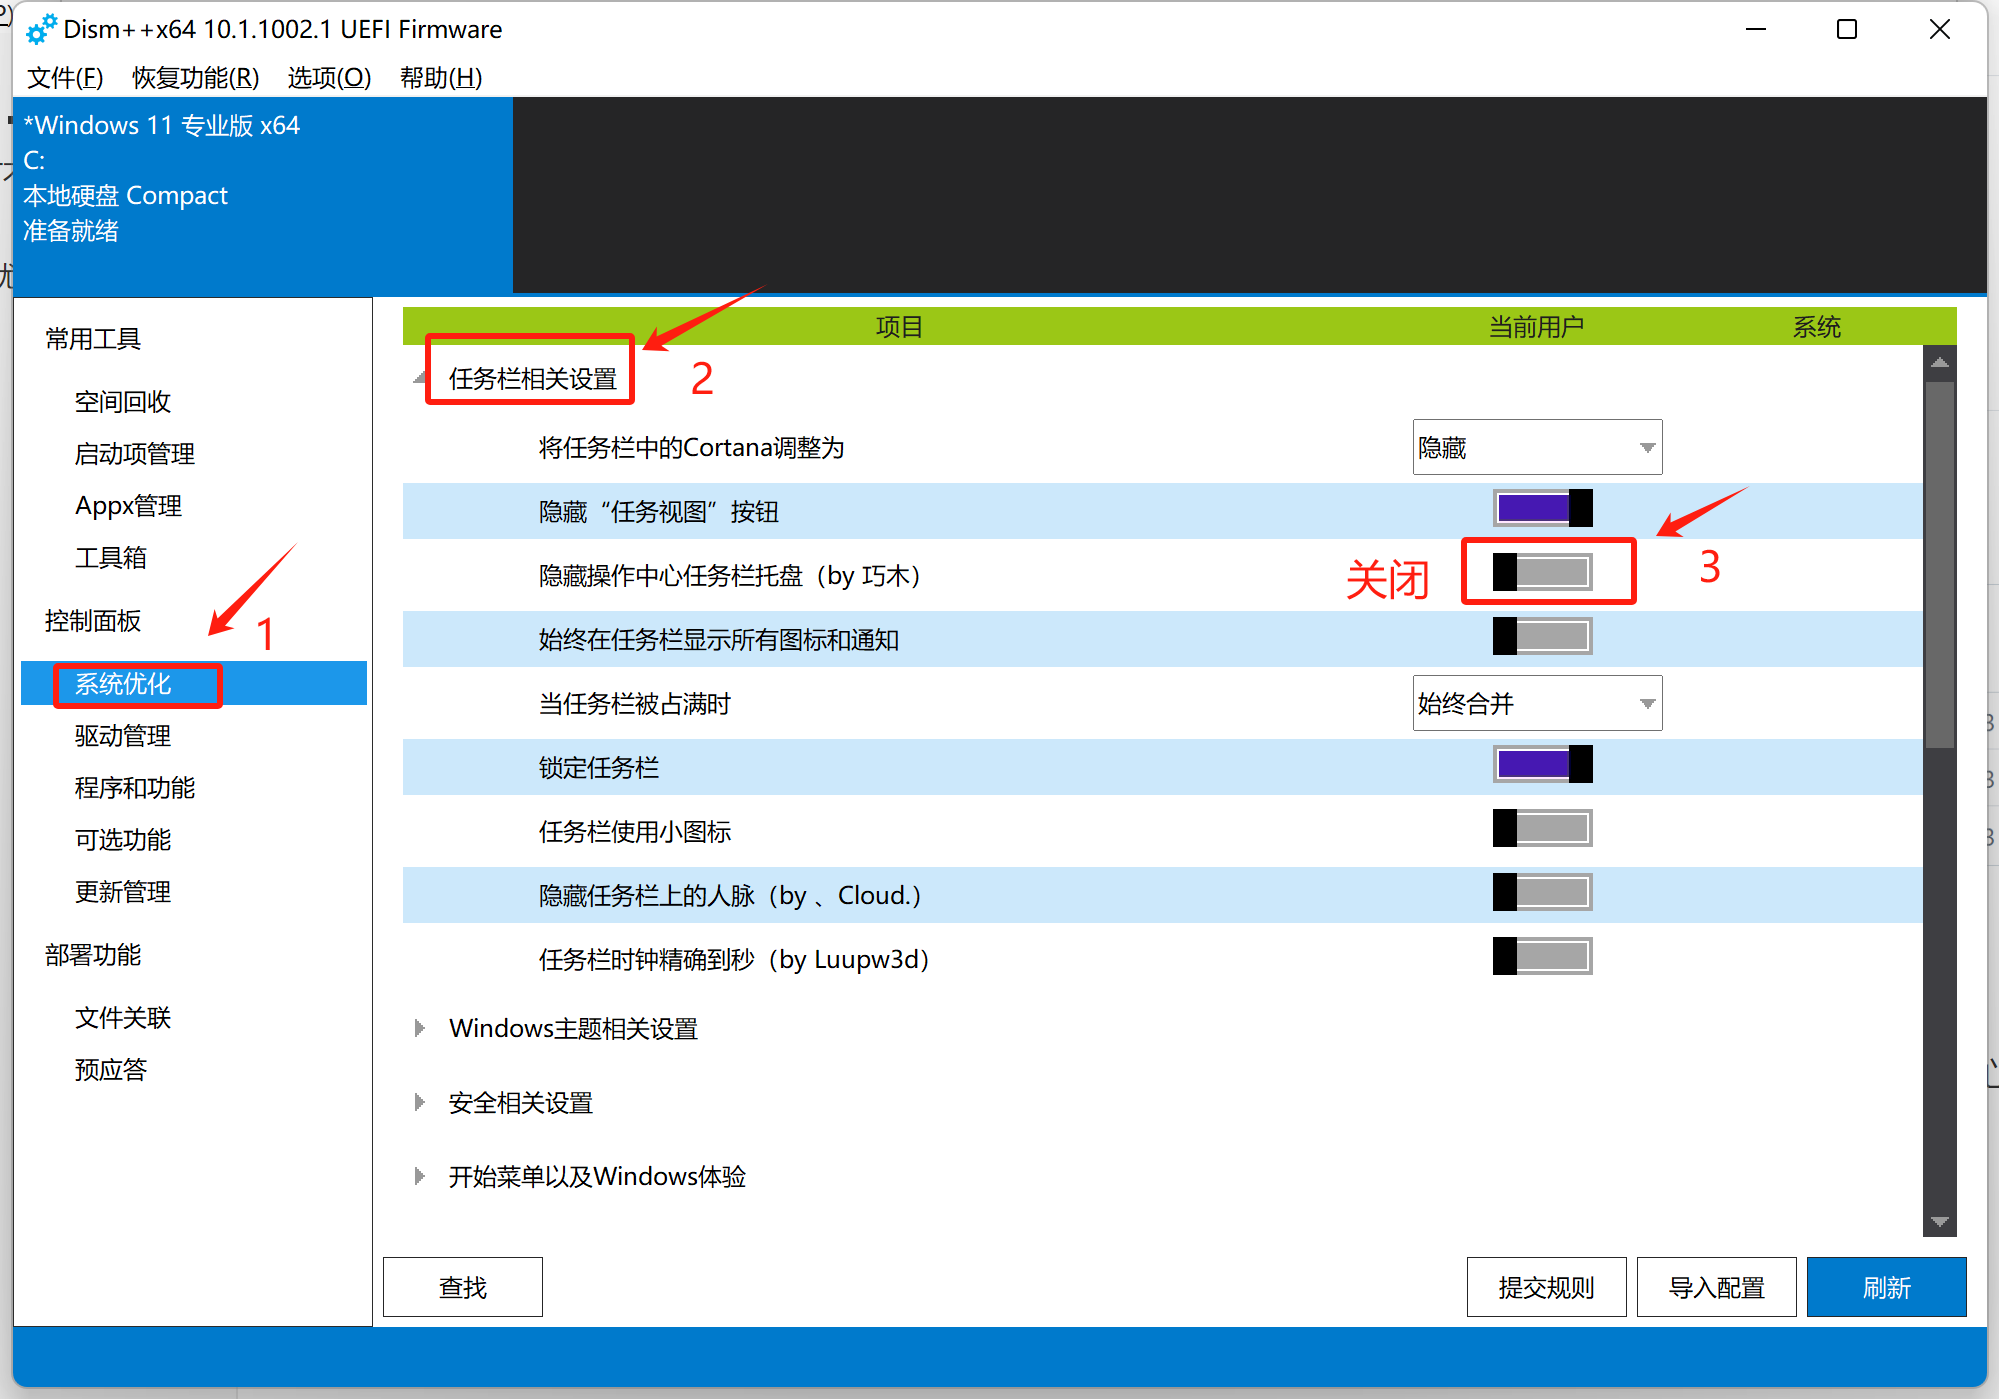 Dism++x64 10.1.1002.1 UEFI Firmware
文件(F) 恢复功能(R) 选项(O) 帮助(H)
*Windows 11 专业版 x64
C:
本地硬盘 Compact
准备就绪
常用工具
空间回收
启动项管理
Appx管理
工具箱
控制面板
1
系统优化
驱动管理
程序和功能
可选功能
更新管理
部署功能
文件关联
预应答
项目 当前用户 系统
任务栏相关设置 2
将任务栏中的Cortana调整为 隐藏
隐藏“任务视图”按钮
隐藏操作中心任务栏托盘（by 巧木） 关闭 3
始终在任务栏显示所有图标和通知
当任务栏被占满时 始终合并
锁定任务栏
任务栏使用小图标
隐藏任务栏上的人脉（by 、Cloud.）
任务栏时钟精确到秒（by Luupw3d）
Windows主题相关设置
安全相关设置
开始菜单以及Windows体验
查找 提交规则 导入配置 刷新